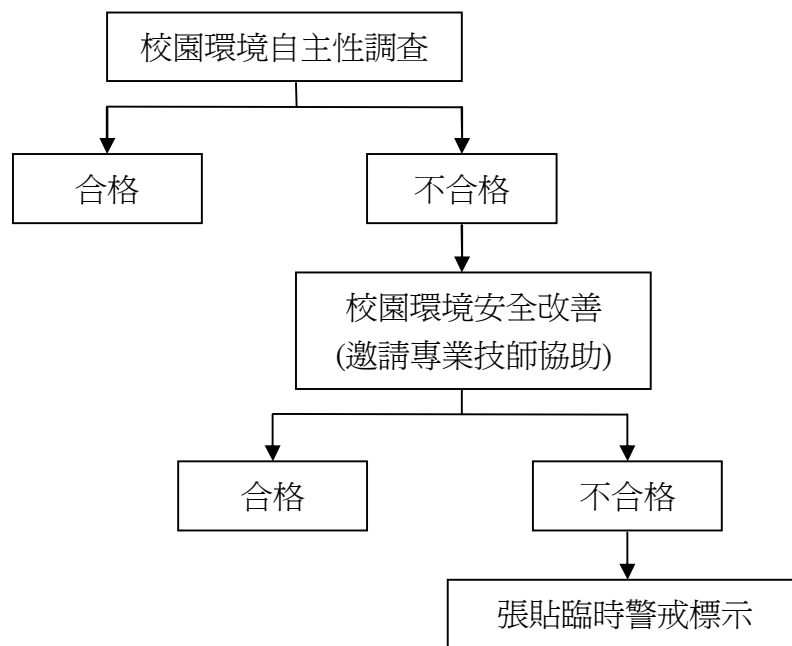 校園環境自主性調查
合格
不合格
校園環境安全改善
(邀請專業技師協助)
合格
不合格
張貼臨時警戒標示